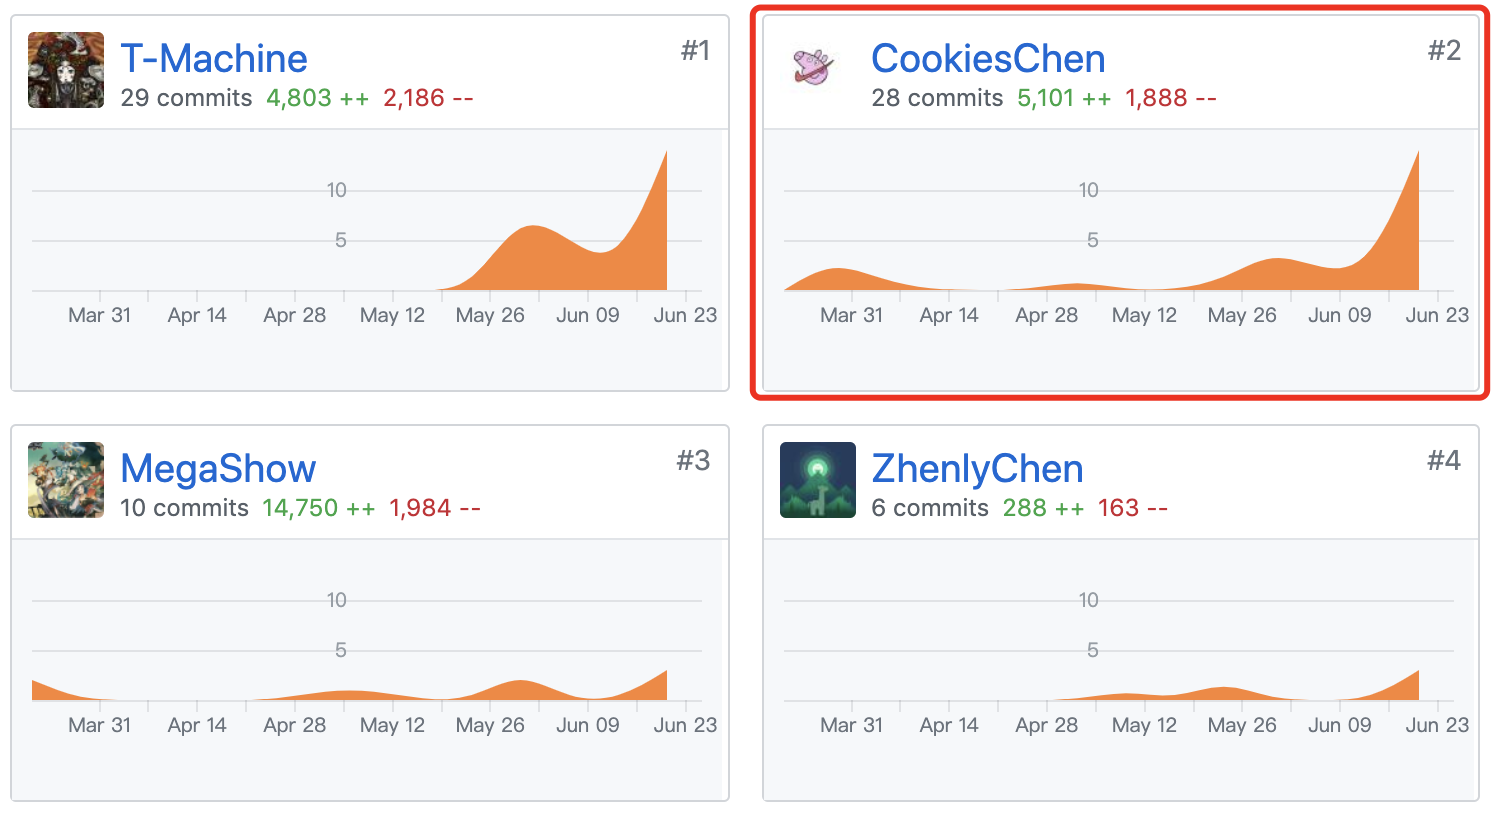 T-Machine
#1
29 commits 4,803 ++ 2,186 --
10
5
Mar 31 Apr 14 Apr 28 May 12 May 26 Jun 09 Jun 23
CookiesChen
#2
28 commits 5,101 ++ 1,888 --
10
5
Mar 31 Apr 14 Apr 28 May 12 May 26 Jun 09 Jun 23
MegaShow
#3
10 commits 14,750 ++ 1,984 --
10
5
Mar 31 Apr 14 Apr 28 May 12 May 26 Jun 09 Jun 23
ZhenlyChen
#4
6 commits 288 ++ 163 --
10
5
Mar 31 Apr 14 Apr 28 May 12 May 26 Jun 09 Jun 23